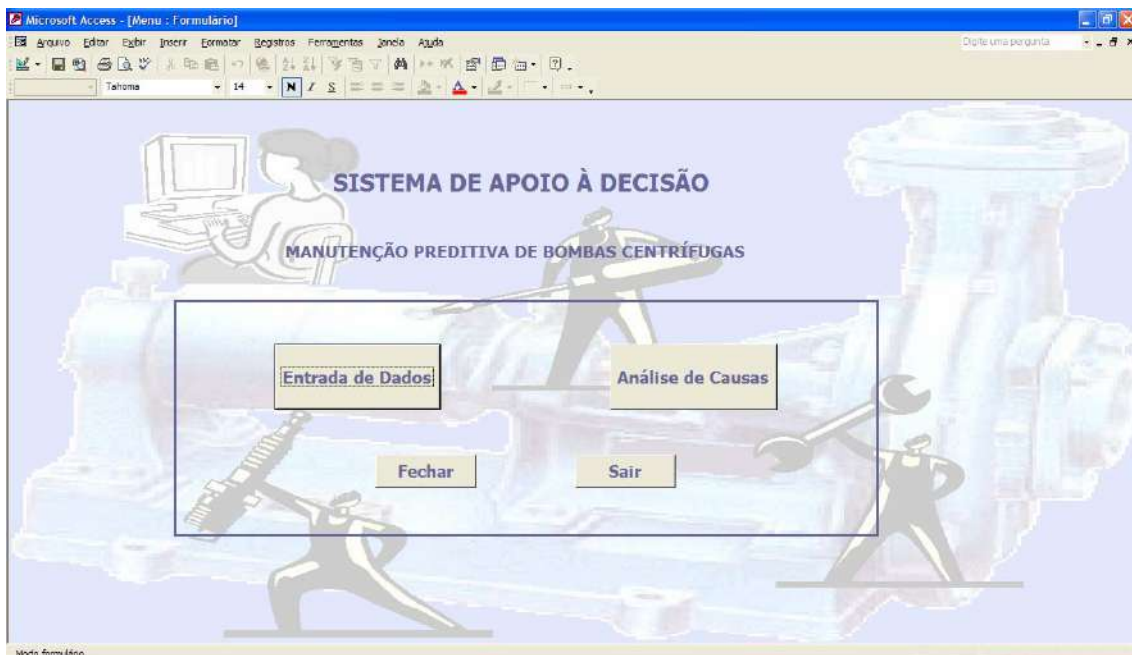 Microsoft Access - [Menu : Formulário]
Arquivo Editar Exibir Inserir Formatar Registros Ferramentas Janela Ajuda Digite uma pergunta
Tahoma 14 N I S
SISTEMA DE APOIO À DECISÃO
MANUTENÇÃO PREDITIVA DE BOMBAS CENTRÍFUGAS
Entrada de Dados Análise de Causas
Fechar Sair
Modo formulário